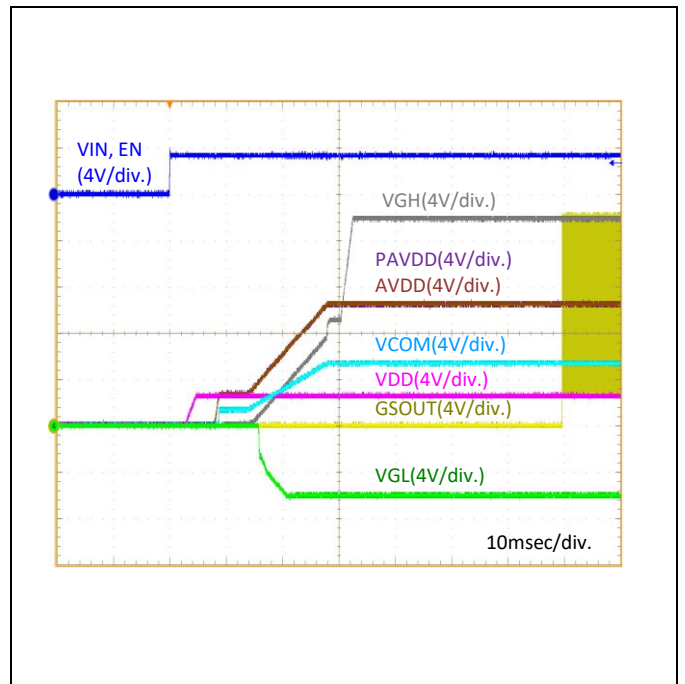 VIN, EN
(4V/div.)
VGH(4V/div.)
PAVDD(4V/div.)
AVDD(4V/div.)
VCOM(4V/div.)
VDD(4V/div.)
GSOUT(4V/div.)
VGL(4V/div.)
10msec/div.